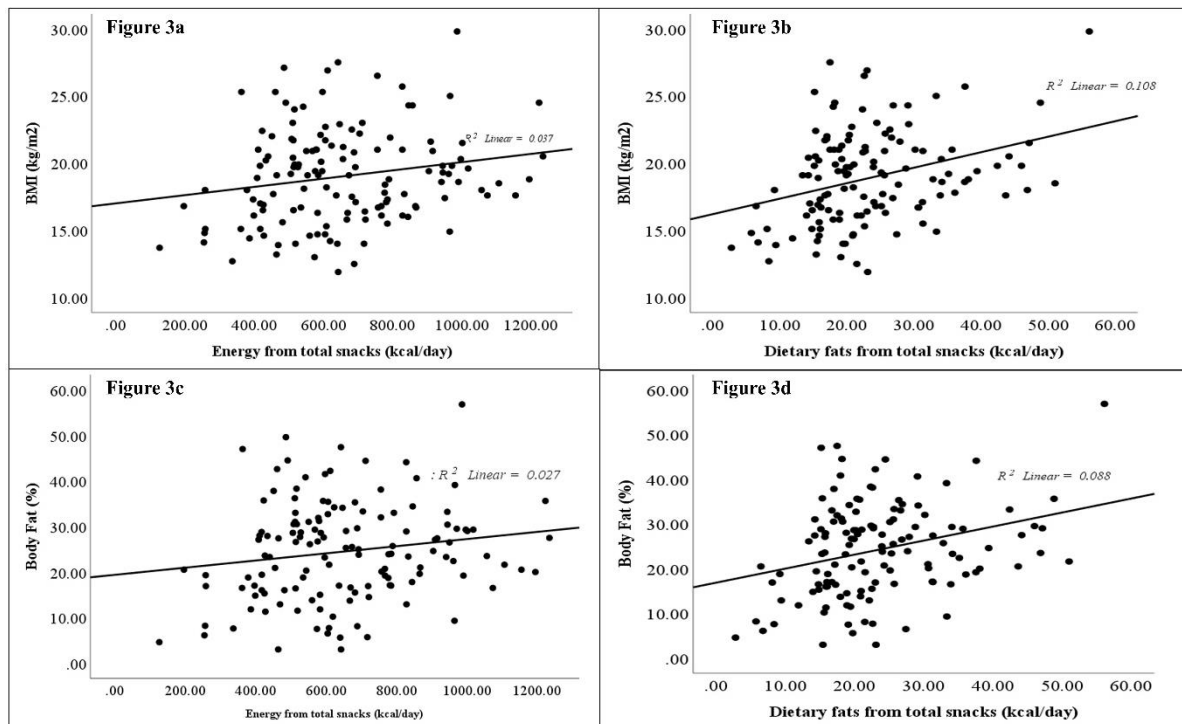 Figure 3a
30.00
25.00
20.00
15.00
10.00
BMI (kg/m2)
R² Linear = 0.037
.00 200.00 400.00 600.00 800.00 1000.00 1200.00
Energy from total snacks (kcal/day)
Figure 3b
30.00
25.00
20.00
15.00
10.00
BMI (kg/m2)
R² Linear = 0.108
.00 10.00 20.00 30.00 40.00 50.00 60.00
Dietary fats from total snacks (kcal/day)
Figure 3c
60.00
50.00
40.00
30.00
20.00
10.00
.00
Body Fat (%)
: R² Linear = 0.027
.00 200.00 400.00 600.00 800.00 1000.00 1200.00
Energy from total snacks (kcal/day)
Figure 3d
60.00
50.00
40.00
30.00
20.00
10.00
.00
Body Fat (%)
R² Linear = 0.088
.00 10.00 20.00 30.00 40.00 50.00 60.00
Dietary fats from total snacks (kcal/day)